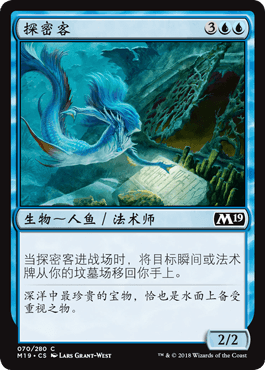 探密客 3
生物～人鱼 / 法术师 M19
当探密客进战场时，将目标瞬间或法术
牌从你的坟墓场移回你手上。
深洋中最珍贵的宝物，恰也是水面上备受
重视之物。
2/2
070/280 C
M19 • CS Lars Grant-West ™ & © 2018 Wizards of the Coast